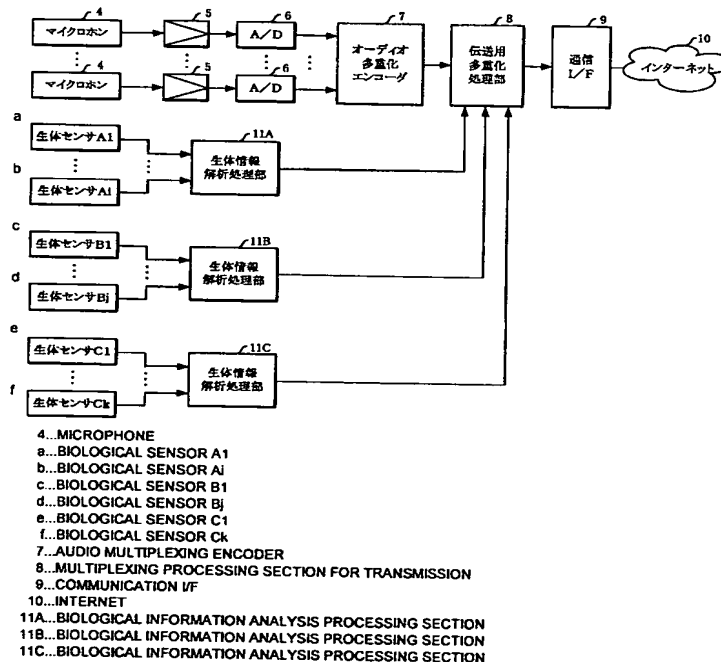 4 5 6 7 8 9 10
マイクロホン A/D オーディオ多重化エンコーダ 伝送用多重化処理部 通信I/F インターネット
4 5 6
マイクロホン A/D
a
生体センサA1
11A
生体情報解析処理部
b
生体センサAi
c
生体センサB1
11B
生体情報解析処理部
d
生体センサBj
e
生体センサC1
11C
生体情報解析処理部
f
生体センサCk
4...MICROPHONE
a...BIOLOGICAL SENSOR A1
b...BIOLOGICAL SENSOR Ai
c...BIOLOGICAL SENSOR B1
d...BIOLOGICAL SENSOR Bj
e...BIOLOGICAL SENSOR C1
f...BIOLOGICAL SENSOR Ck
7...AUDIO MULTIPLEXING ENCODER
8...MULTIPLEXING PROCESSING SECTION FOR TRANSMISSION
9...COMMUNICATION I/F
10...INTERNET
11A...BIOLOGICAL INFORMATION ANALYSIS PROCESSING SECTION
11B...BIOLOGICAL INFORMATION ANALYSIS PROCESSING SECTION
11C...BIOLOGICAL INFORMATION ANALYSIS PROCESSING SECTION